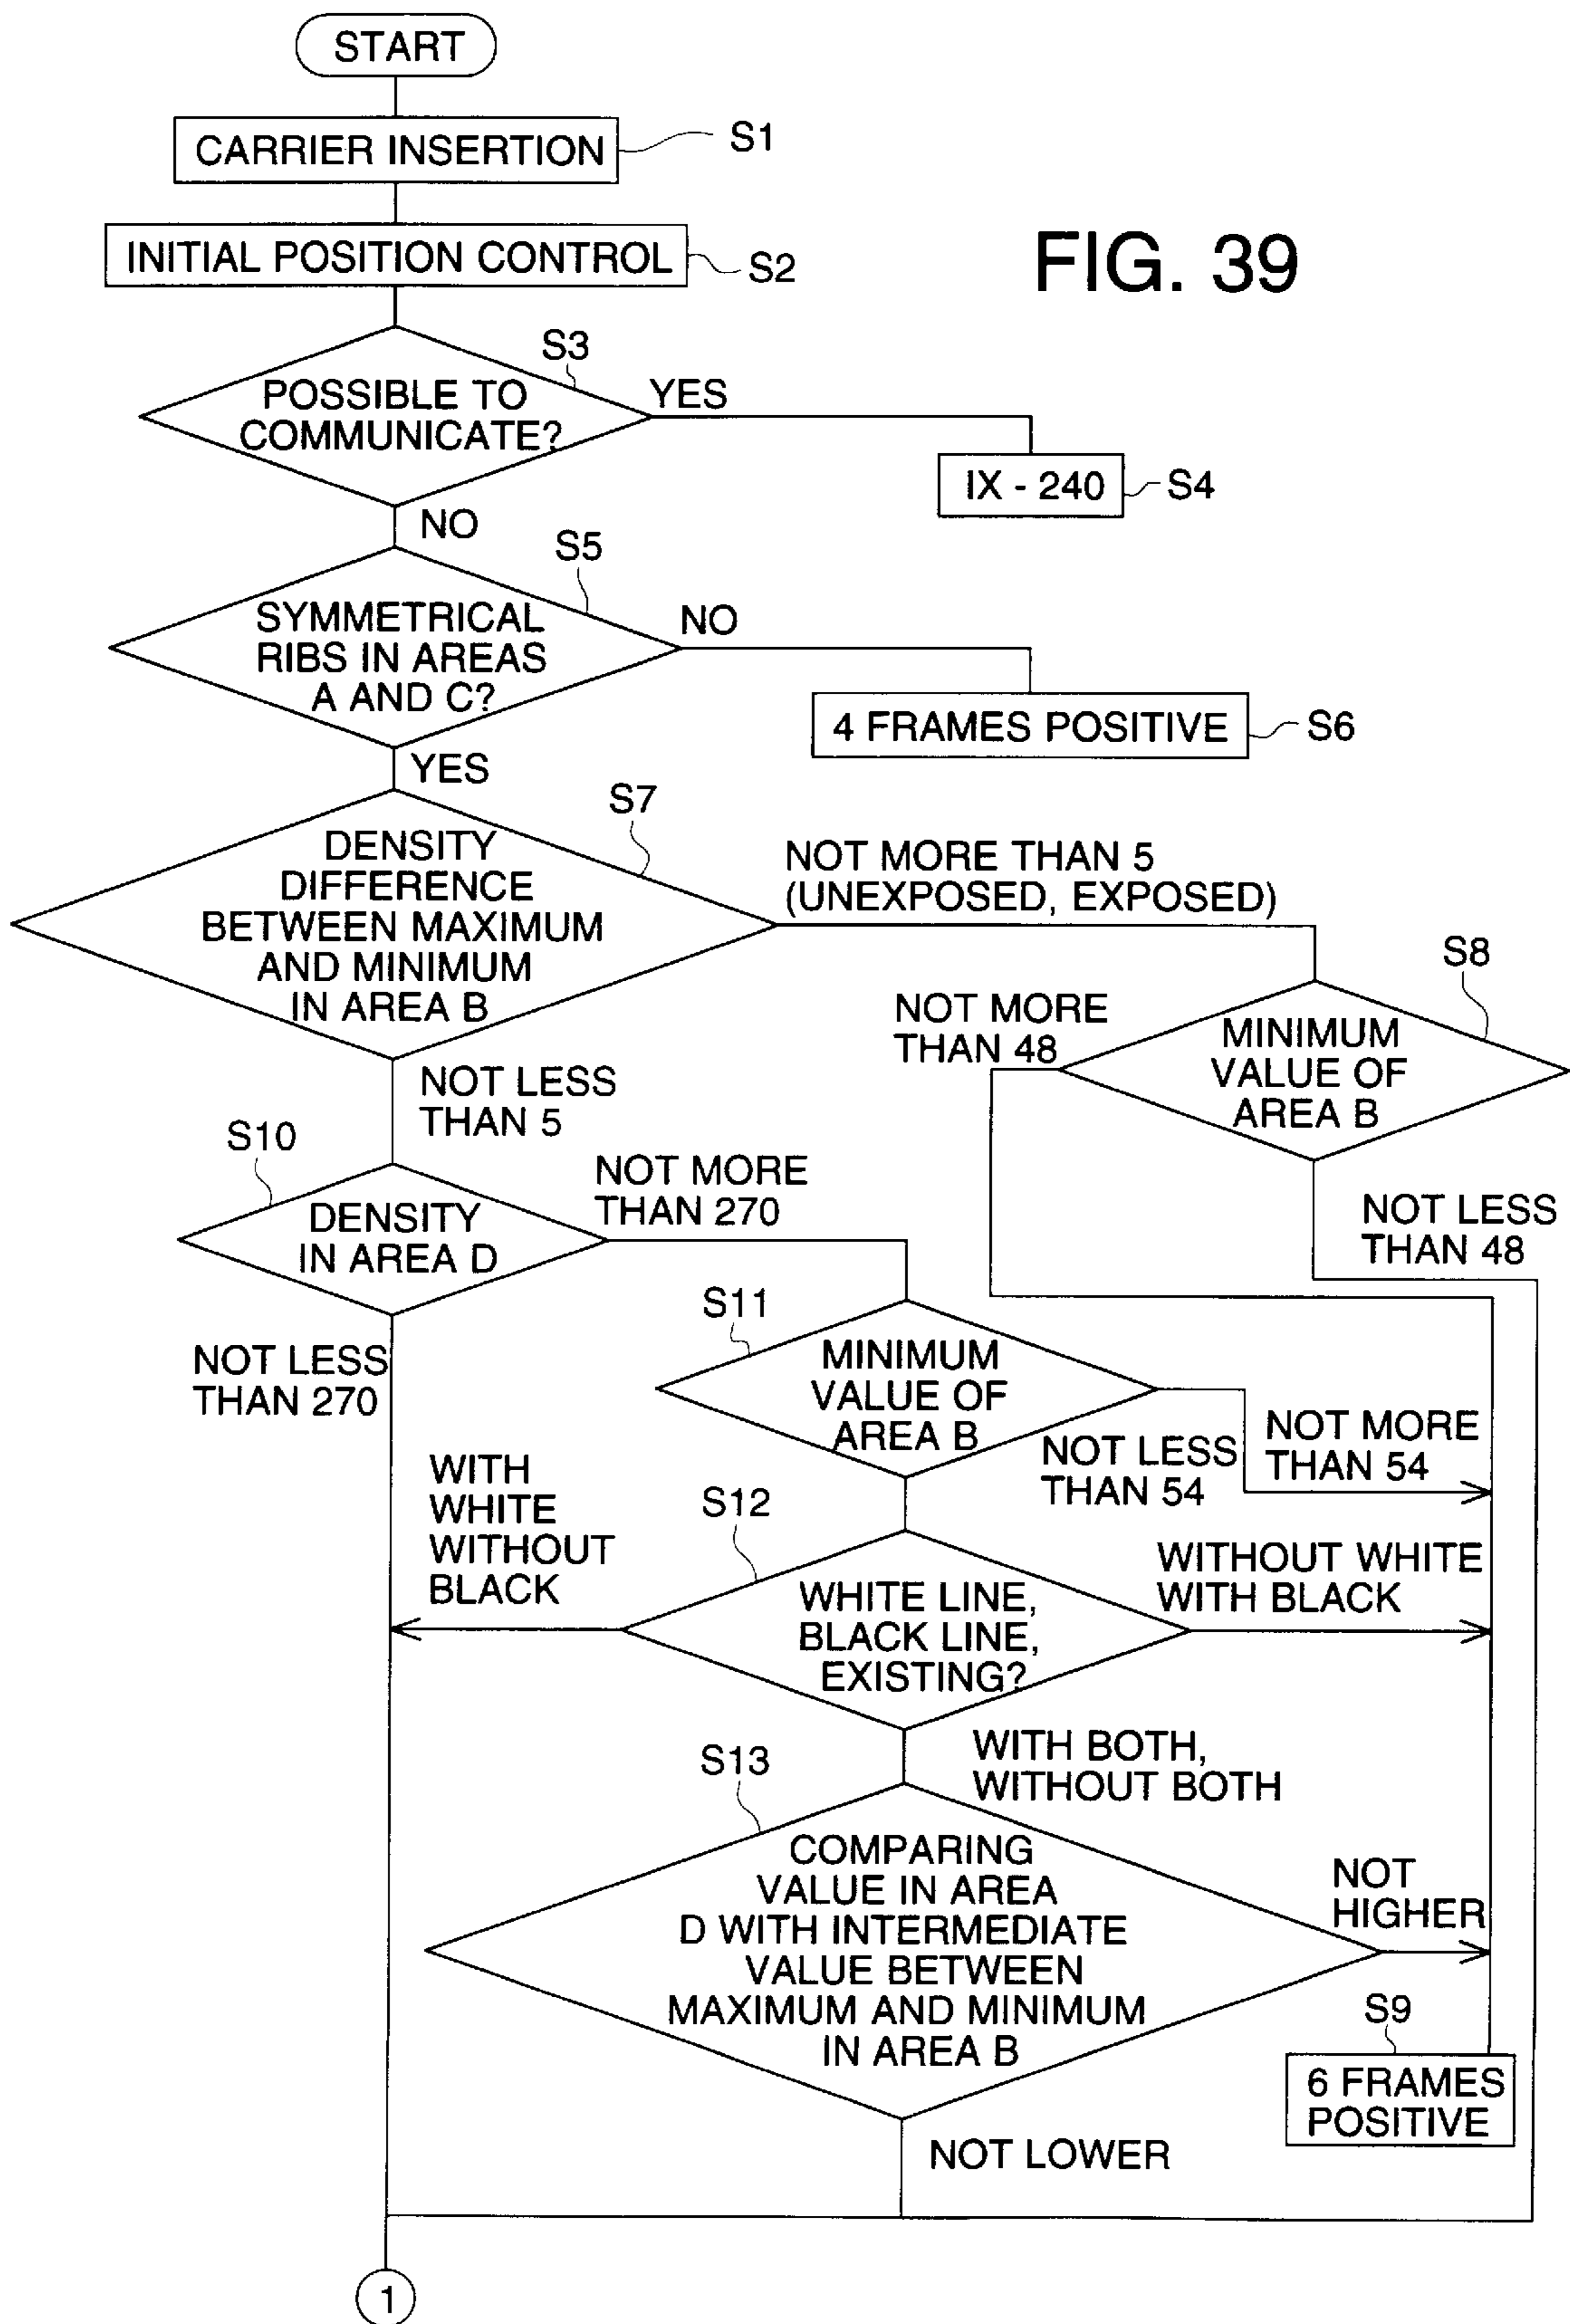 START
CARRIER INSERTION
S1
INITIAL POSITION CONTROL
S2
FIG. 39
S3
POSSIBLE TO
COMMUNICATE?
YES
IX - 240
S4
NO
S5
SYMMETRICAL
RIBS IN AREAS
A AND C?
NO
4 FRAMES POSITIVE
S6
YES
S7
DENSITY
DIFFERENCE
BETWEEN MAXIMUM
AND MINIMUM
IN AREA B
NOT MORE THAN 5
(UNEXPOSED, EXPOSED)
S8
NOT MORE
THAN 48
MINIMUM
VALUE OF
AREA B
NOT LESS
THAN 5
NOT LESS
THAN 48
S10
DENSITY
IN AREA D
NOT MORE
THAN 270
NOT LESS
THAN 270
S11
MINIMUM
VALUE OF
AREA B
NOT LESS
THAN 54
NOT MORE
THAN 54
WITH
WHITE
WITHOUT
BLACK
S12
WHITE LINE,
BLACK LINE,
EXISTING?
WITHOUT WHITE
WITH BLACK
WITH BOTH,
WITHOUT BOTH
S13
COMPARING
VALUE IN AREA
D WITH INTERMEDIATE
VALUE BETWEEN
MAXIMUM AND MINIMUM
IN AREA B
NOT
HIGHER
S9
6 FRAMES
POSITIVE
NOT LOWER
1